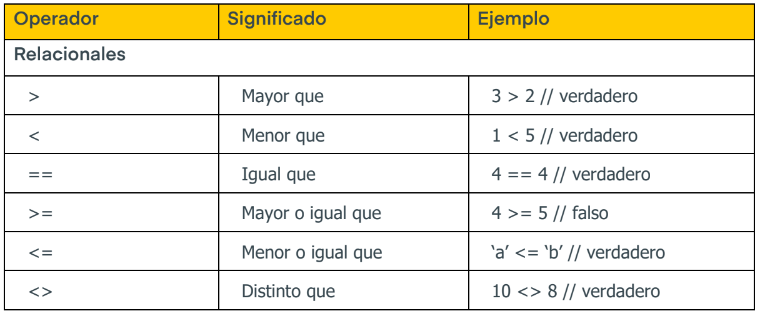 Operador Significado Ejemplo
Relacionales
> Mayor que 3 > 2 // verdadero
< Menor que 1 < 5 // verdadero
== Igual que 4 == 4 // verdadero
>= Mayor o igual que 4 >= 5 // falso
<= Menor o igual que ‘a’ <= ‘b’ // verdadero
<> Distinto que 10 <> 8 // verdadero